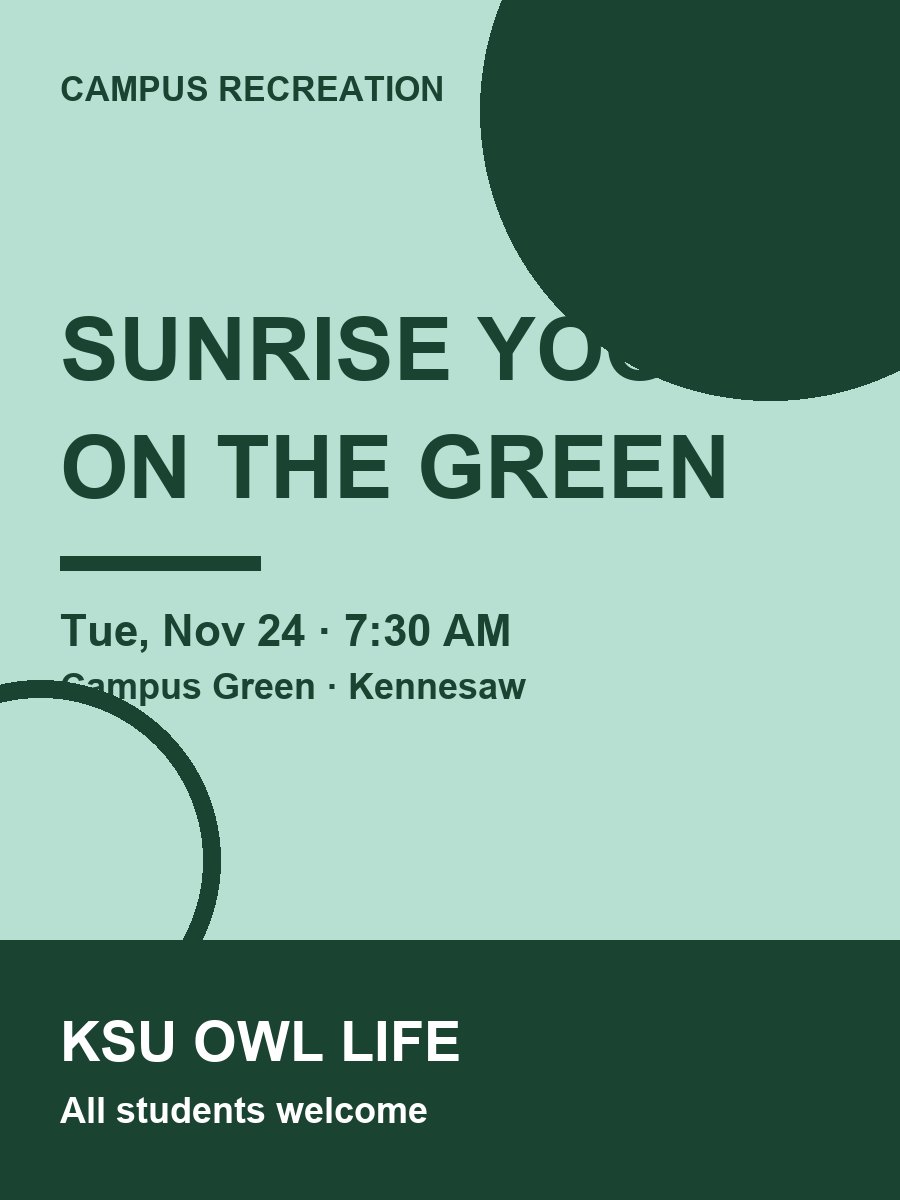 CAMPUS RECREATION
SUNRISE
ON THE GREEN
Tue, Nov 24 · 7:30 AM
Campus Green · Kennesaw
KSU OWL LIFE
All students welcome